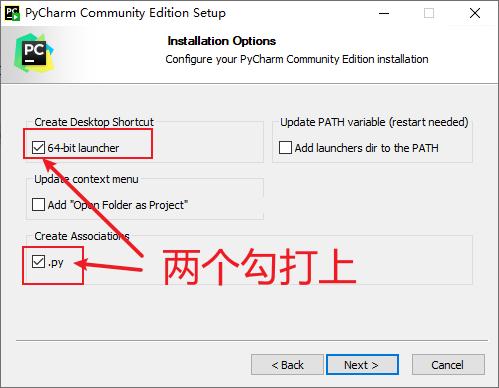 PyCharm Community Edition Setup
PC
Installation Options
Configure your PyCharm Community Edition installation
Create Desktop Shortcut
64-bit launcher
Update PATH variable (restart needed)
Add launchers dir to the PATH
Update context menu
Add "Open Folder as Project"
Create Associations
.py
两个勾打上
< Back
Next >
Cancel